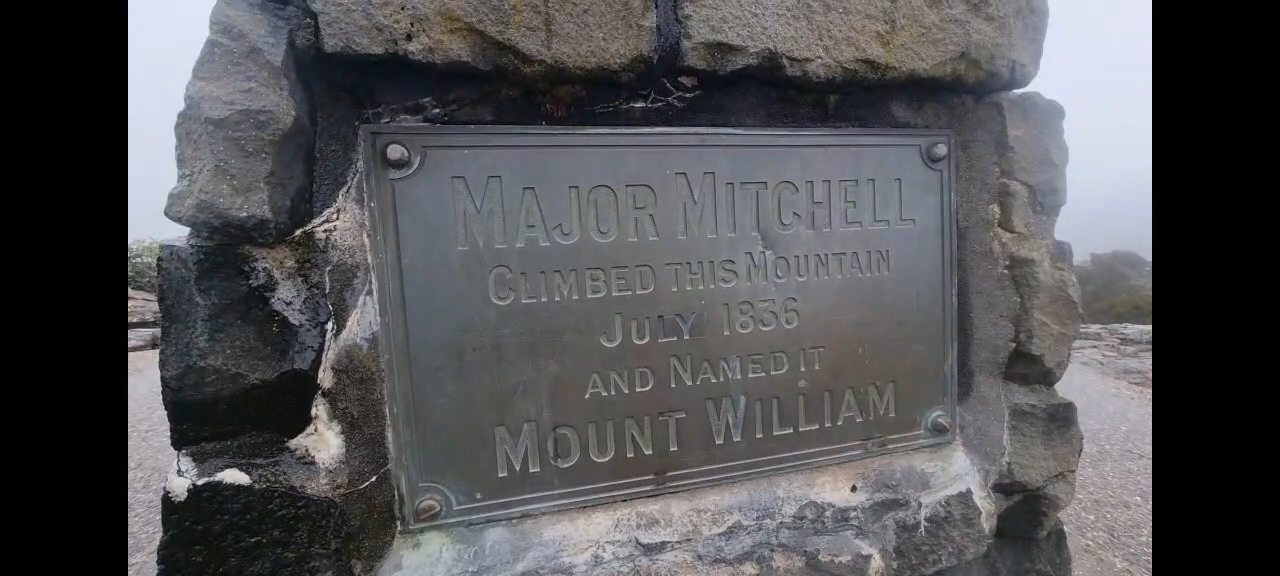 MAJOR MITCHELL
CLIMBED THIS MOUNTAIN
JULY 1836
AND NAMED IT
MOUNT WILLIAM